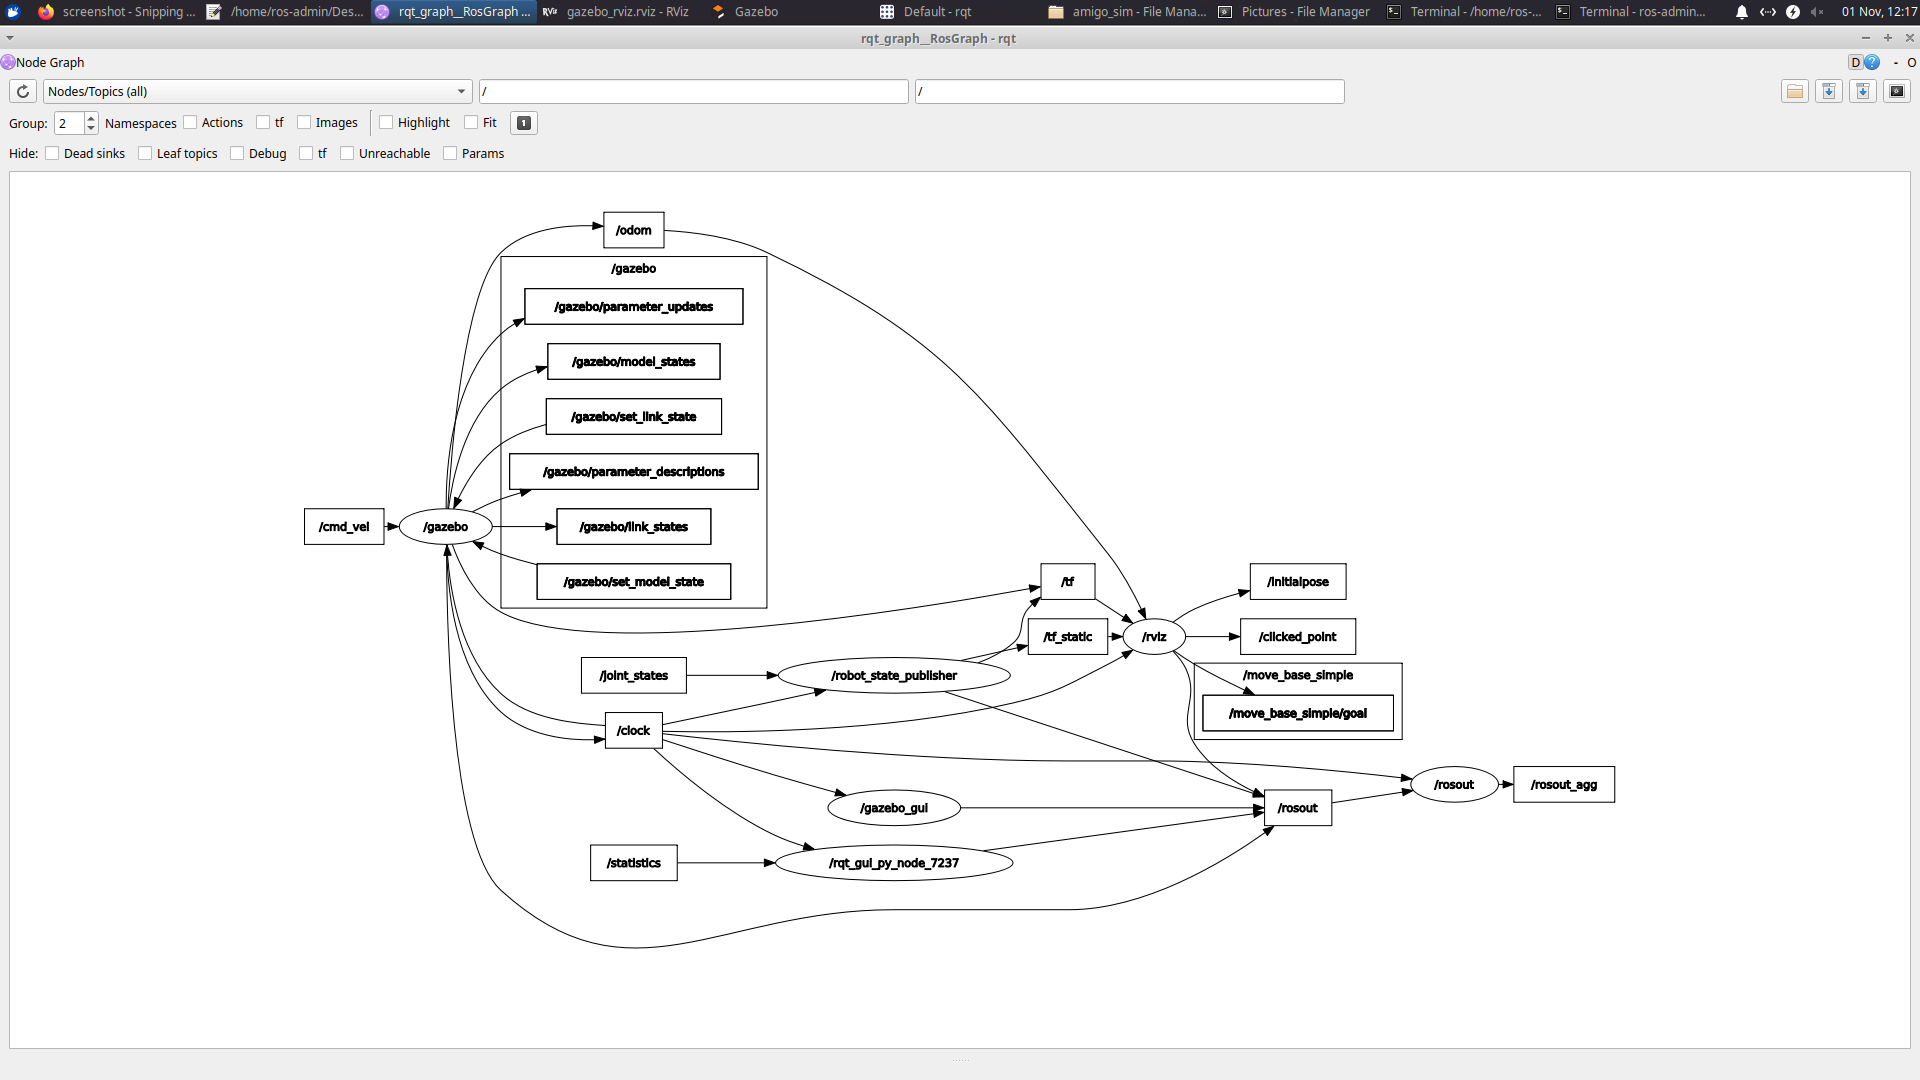 screenshot - Snipping ...
/home/ros-admin/Des...
rqt_graph__RosGraph ...
RViz
gazebo_rviz.rviz - RViz
Gazebo
Default - rqt
amigo_sim - File Mana...
Pictures - File Manager
Terminal - /home/ros-...
Terminal - ros-admin...
01 Nov, 12:17
rqt_graph__RosGraph - rqt
Node Graph
D
?
- O
Nodes/Topics (all)
/
/
Group: 2 Namespaces Actions tf Images Highlight Fit 1
Hide: Dead sinks Leaf topics Debug tf Unreachable Params
/odom
/gazebo
/gazebo/parameter_updates
/gazebo/model_states
/gazebo/set_link_state
/gazebo/parameter_descriptions
/cmd_vel
/gazebo
/gazebo/link_states
/gazebo/set_model_state
/tf
/initialpose
/tf_static
/rviz
/clicked_point
/joint_states
/robot_state_publisher
/move_base_simple
/move_base_simple/goal
/clock
/rosout
/rosout_agg
/gazebo_gui
/rosout
/statistics
/rqt_gui_py_node_7237